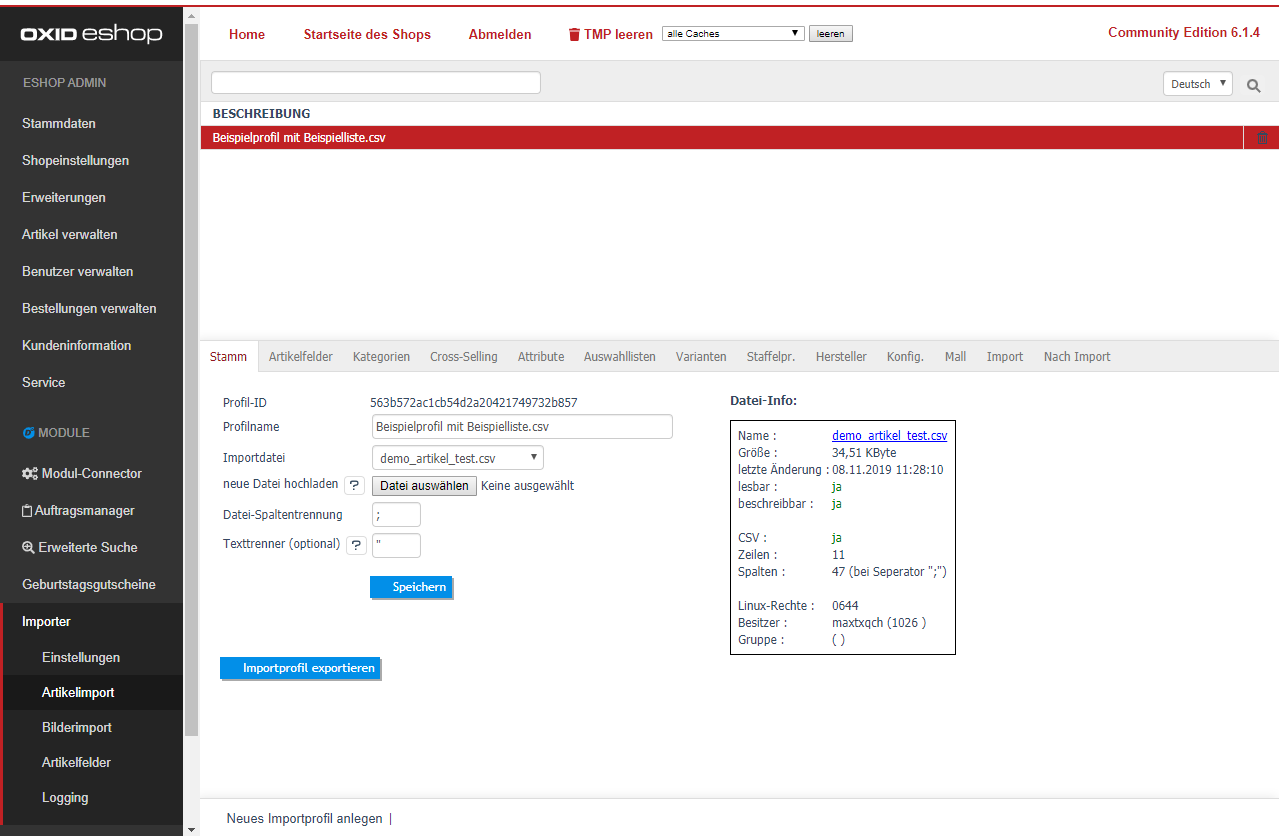 OXID eshop
Home Startseite des Shops Abmelden TMP leeren alle Caches leeren Community Edition 6.1.4
ESHOP ADMIN
Stammdaten
Shopeinstellungen
Erweiterungen
Artikel verwalten
Benutzer verwalten
Bestellungen verwalten
Kundeninformation
Service
MODULE
Modul-Connector
Auftragsmanager
Erweiterte Suche
Geburtstagsgutscheine
Importer
Einstellungen
Artikelimport
Bilderimport
Artikelfelder
Logging
Deutsch
BESCHREIBUNG
Beispielprofil mit Beispielliste.csv
Stamm Artikelfelder Kategorien Cross-Selling Attribute Auswahllisten Varianten Staffelpr. Hersteller Konfig. Mall Import Nach Import
Profil-ID 563b572ac1cb54d2a20421749732b857
Profilname Beispielprofil mit Beispielliste.csv
Importdatei demo_artikel_test.csv
neue Datei hochladen ? Datei auswählen Keine ausgewählt
Datei-Spaltentrennung ;
Texttrenner (optional) ? "
Speichern
Importprofil exportieren
Datei-Info:
Name : demo_artikel_test.csv
Größe : 34,51 KByte
letzte Änderung : 08.11.2019 11:28:10
lesbar : ja
beschreibbar : ja
CSV : ja
Zeilen : 11
Spalten : 47 (bei Seperator ";")
Linux-Rechte : 0644
Besitzer : maxtxqch (1026 )
Gruppe : ( )
Neues Importprofil anlegen |